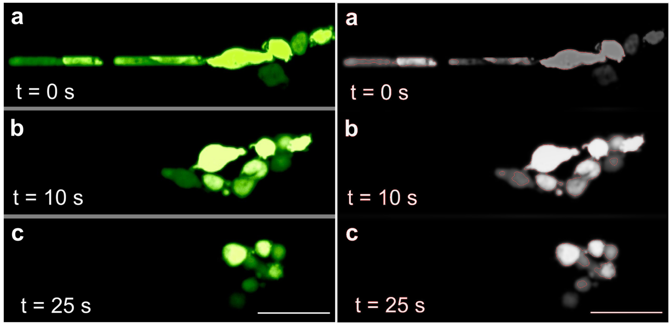 a
t = 0 s
b
t = 10 s
c
t = 25 s
a
t = 0 s
b
t = 10 s
c
t = 25 s